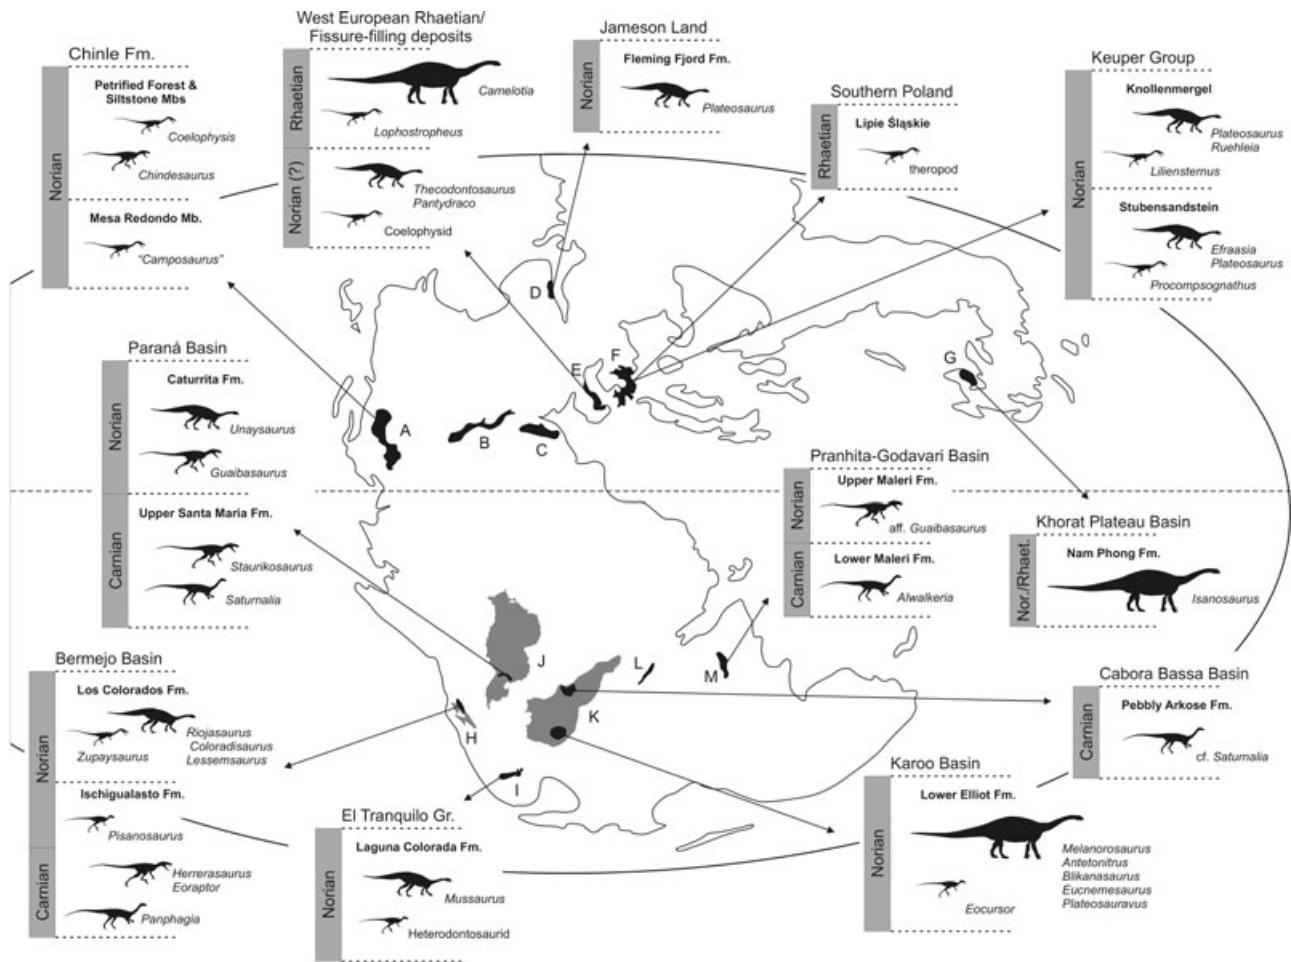 Chinle Fm.
Norian
Petrified Forest &
Siltstone Mbs
Coelophysis
Chindesaurus
Mesa Redondo Mb.
“Camposaurus”
West European Rhaetian/
Fissure-filling deposits
Rhaetian
Camelotia
Lophostropheus
Norian (?)
Thecodontosaurus
Pantydraco
Coelophysid
Jameson Land
Norian
Fleming Fjord Fm.
Plateosaurus
Southern Poland
Rhaetian
Lipie Śląskie
theropod
Keuper Group
Norian
Knollenmergel
Plateosaurus
Ruehleia
Liliensternus
Stubensandstein
Efraasia
Plateosaurus
Procompsognathus
Paraná Basin
Norian
Caturrita Fm.
Unaysaurus
Guaibasaurus
Carnian
Upper Santa Maria Fm.
Staurikosaurus
Saturnalia
D
E
F
G
A
B
C
Pranhita-Godavari Basin
Norian
Upper Maleri Fm.
aff. Guaibasaurus
Carnian
Lower Maleri Fm.
Alwalkeria
Khorat Plateau Basin
Nor./Rhaet.
Nam Phong Fm.
Isanosaurus
J
L
M
K
H
I
Bermejo Basin
Norian
Los Colorados Fm.
Riojasaurus
Coloradisaurus
Lessemsaurus
Zupaysaurus
Ischigualasto Fm.
Pisanosaurus
Carnian
Herrerasaurus
Eoraptor
Panphagia
El Tranquilo Gr.
Norian
Laguna Colorada Fm.
Mussaurus
Heterodontosaurid
Karoo Basin
Norian
Lower Elliot Fm.
Melanorosaurus
Antetonitrus
Blikanasaurus
Eucnemesaurus
Plateosauravus
Eocursor
Cabora Bassa Basin
Carnian
Pebbly Arkose Fm.
cf. Saturnalia